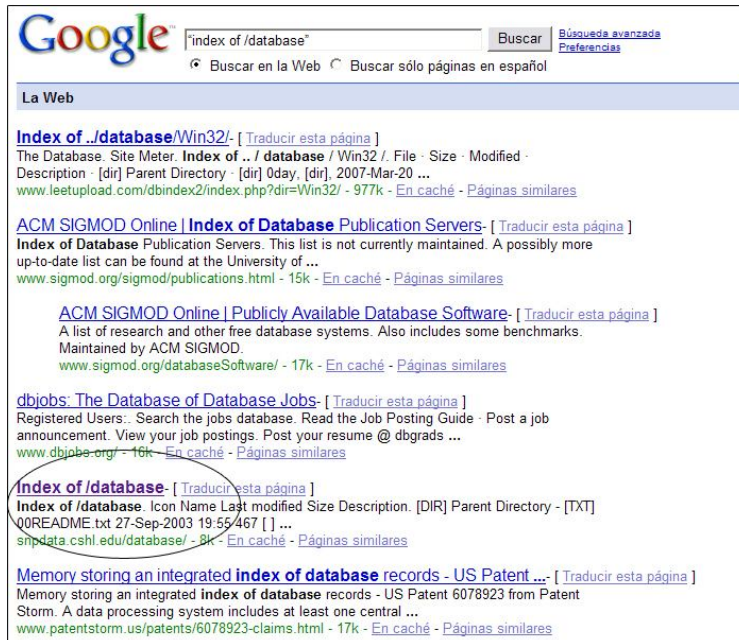 Google™
"index of /database"
Buscar
Búsqueda avanzada
Preferencias
Buscar en la Web Buscar sólo páginas en español
La Web
Index of ../database/Win32/- [ Traducir esta página ]
The Database. Site Meter. Index of .. / database / Win32 /. File · Size · Modified ·
Description · [dir] Parent Directory · [dir] 0day, [dir], 2007-Mar-20 ...
www.leetupload.com/dbindex2/index.php?dir=Win32/ - 977k - En caché - Páginas similares
ACM SIGMOD Online | Index of Database Publication Servers- [ Traducir esta página ]
Index of Database Publication Servers. This list is not currently maintained. A possibly more
up-to-date list can be found at the University of ...
www.sigmod.org/sigmod/publications.html - 15k - En caché - Páginas similares
ACM SIGMOD Online | Publicly Available Database Software- [ Traducir esta página ]
A list of research and other free database systems. Also includes some benchmarks.
Maintained by ACM SIGMOD.
www.sigmod.org/databaseSoftware/ - 17k - En caché - Páginas similares
dbjobs: The Database of Database Jobs- [ Traducir esta página ]
Registered Users:. Search the jobs database. Read the Job Posting Guide · Post a job
announcement. View your job postings. Post your resume @ dbgrads ...
www.dbjobs.org/ - 16k - En caché - Páginas similares
Index of /database- [ Traducir esta página ]
Index of /database. Icon Name Last modified Size Description. [DIR] Parent Directory - [TXT]
00README.txt 27-Sep-2003 19:55 467 [ ] ...
snpdata.cshl.edu/database/ - 8k - En caché - Páginas similares
Memory storing an integrated index of database records - US Patent ...- [ Traducir esta página ]
Memory storing an integrated index of database records - US Patent 6078923 from Patent
Storm. A data processing system includes at least one central ...
www.patentstorm.us/patents/6078923-claims.html - 17k - En caché - Páginas similares